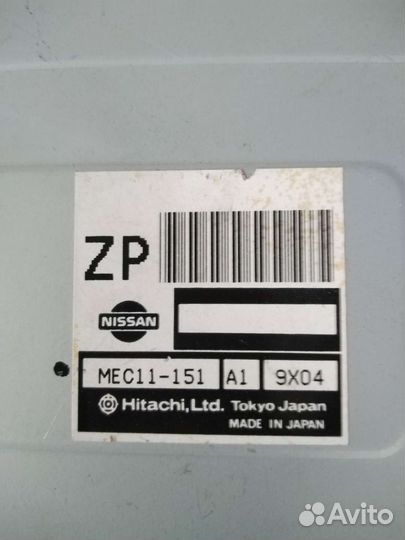 ZP
NISSAN
MEC11-151 A1 9X04
Hitachi,Ltd. Tokyo Japan
MADE IN JAPAN
Avito